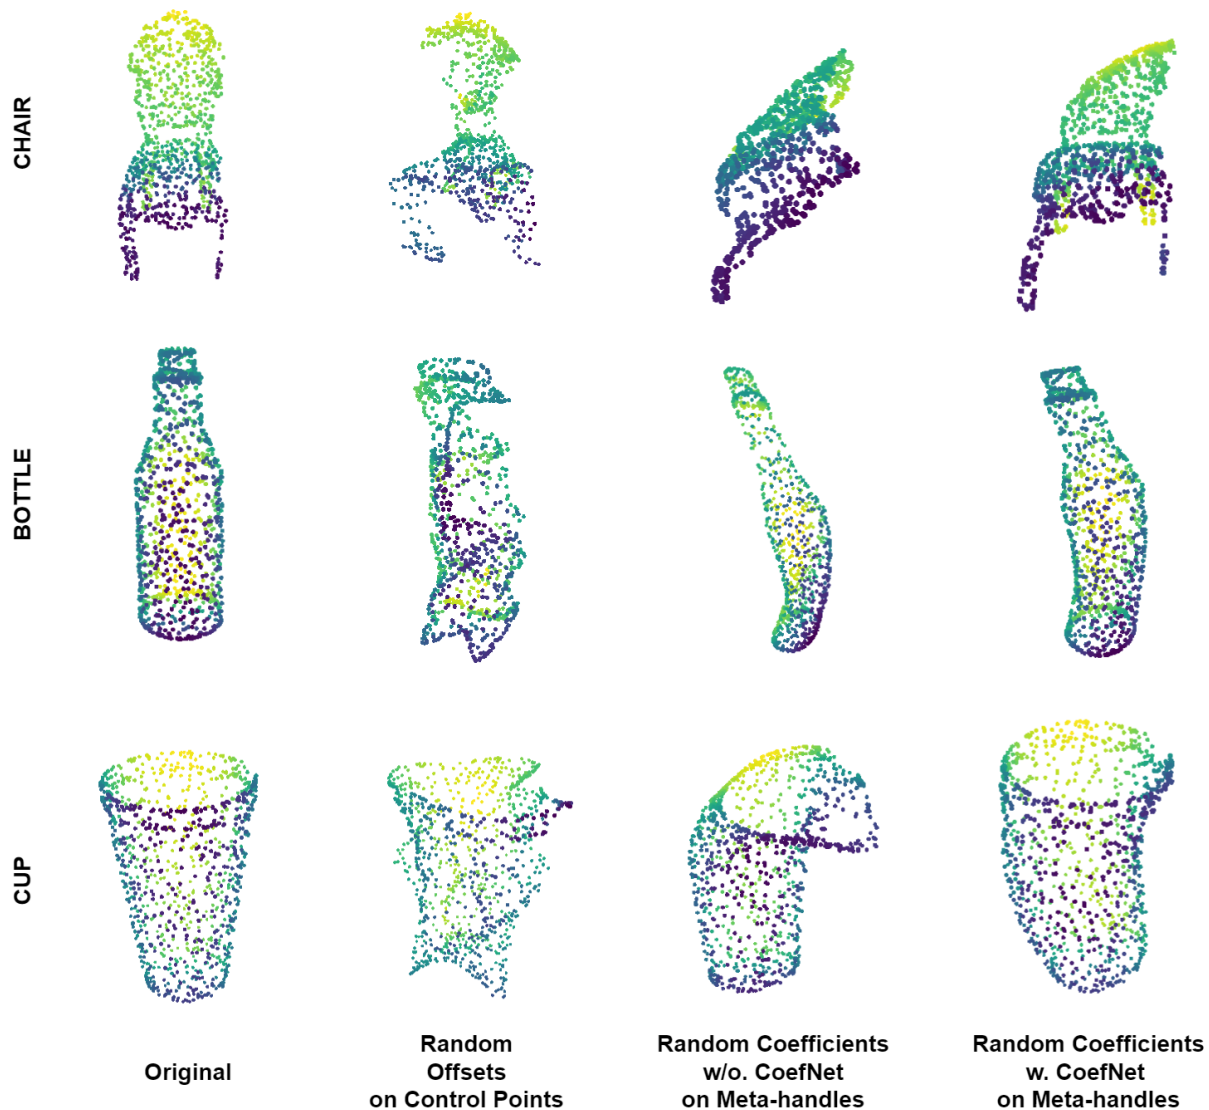 CHAIR
BOTTLE
CUP
Original
Random
Offsets
on Control Points
Random Coefficients
w/o. CoefNet
on Meta-handles
Random Coefficients
w. CoefNet
on Meta-handles